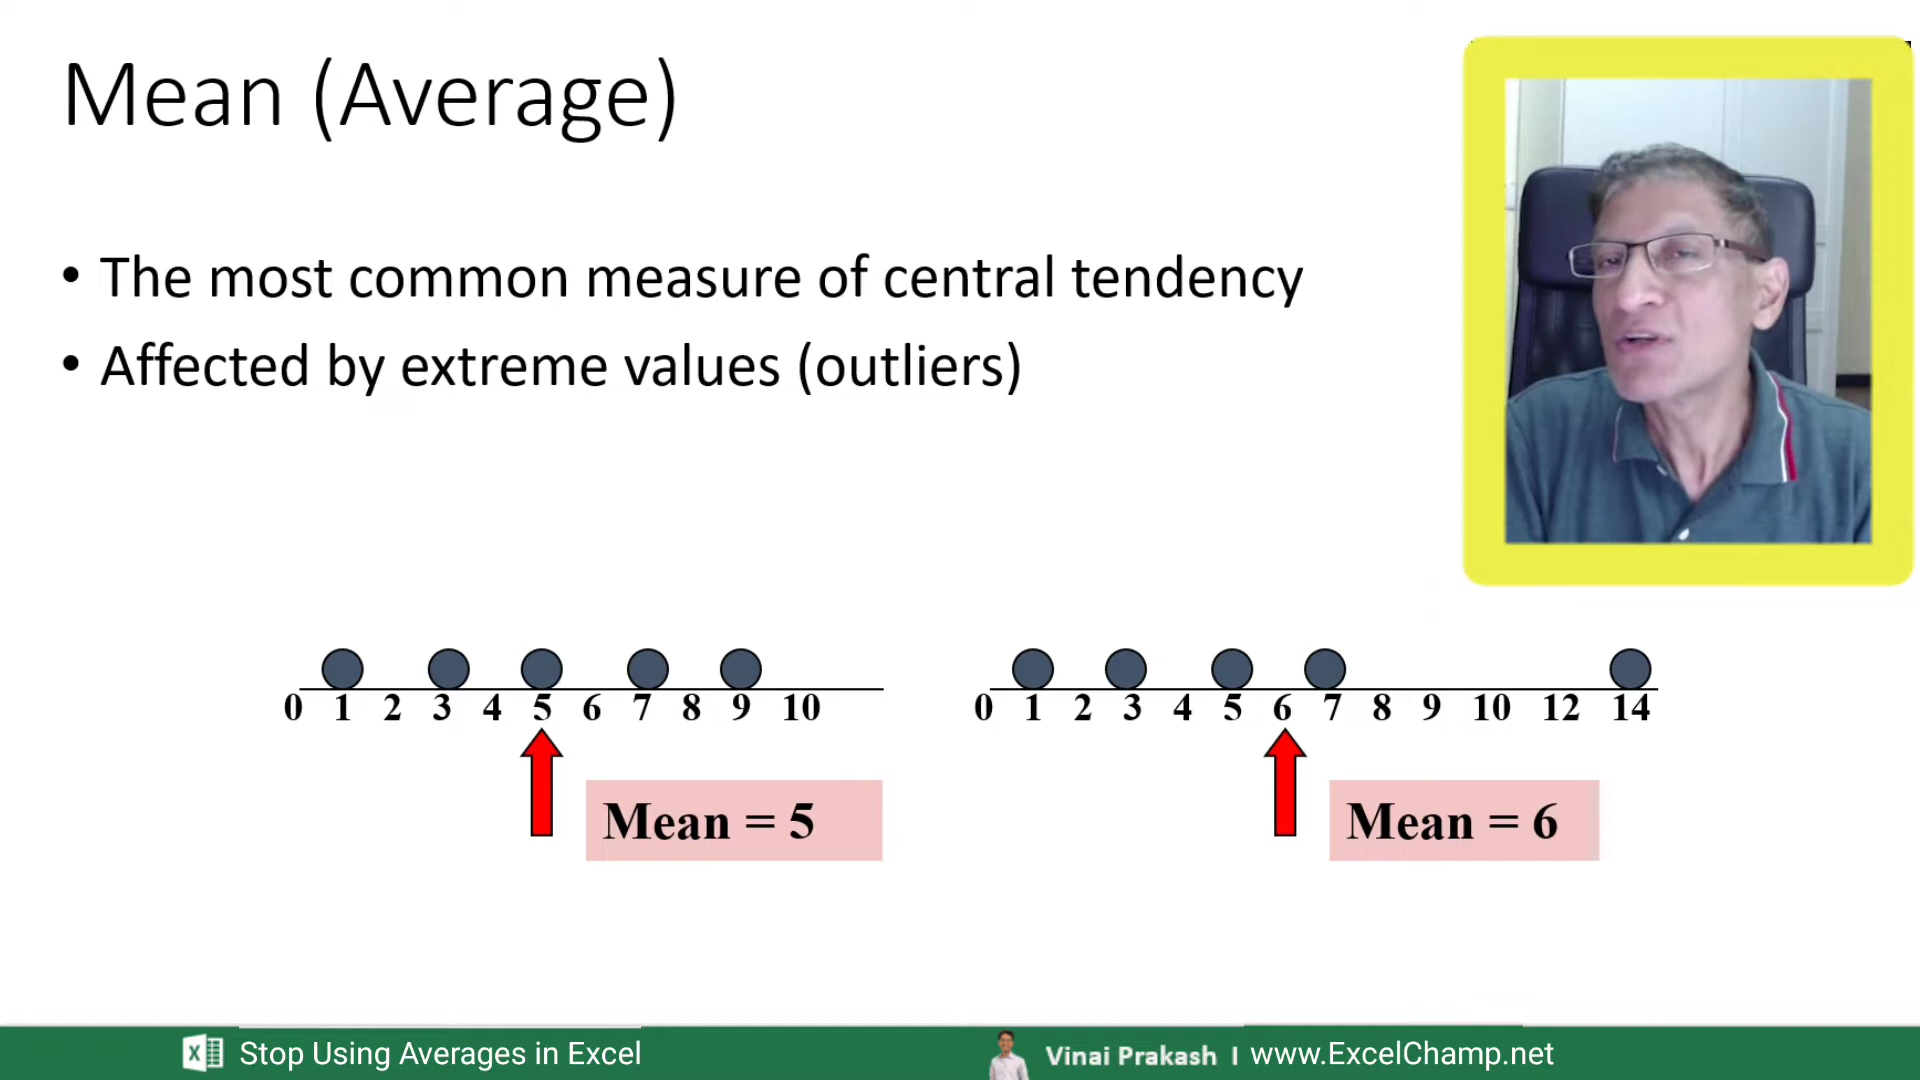 Mean (Average)
• The most common measure of central tendency
• Affected by extreme values (outliers)
0 1 2 3 4 5 6 7 8 9 10
0 1 2 3 4 5 6 7 8 9 10 12 14
Mean = 5
Mean = 6
Stop Using Averages in Excel
Vinai Prakash I www.ExcelChamp.net